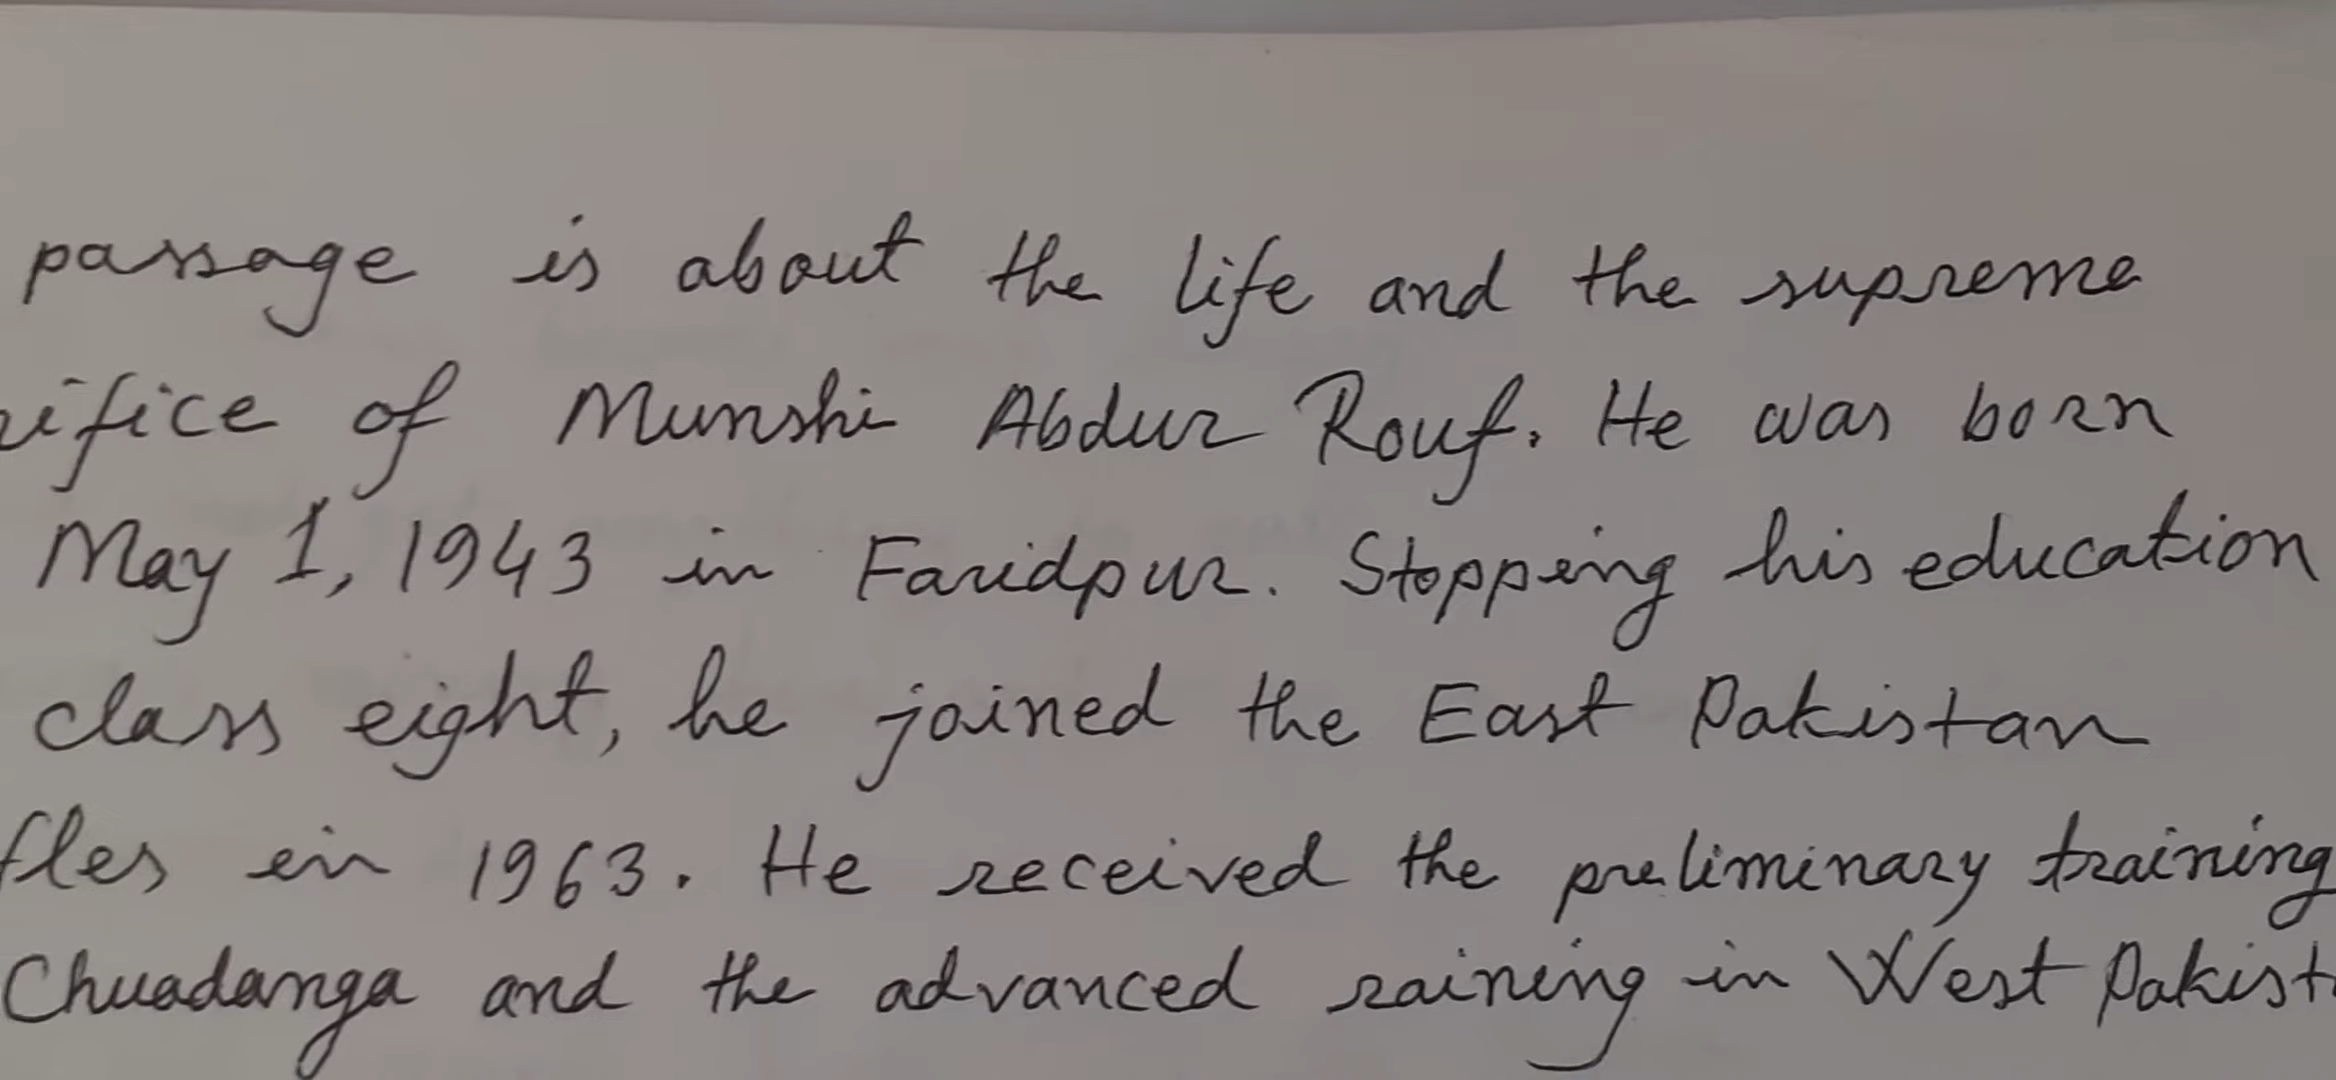 passage is about the life and the supreme
ifice of Munshi Abdur Rouf. He was born
May 1, 1943 in Faridpur. Stopping his education
class eight, he joined the East Pakistan
fles in 1963. He received the preliminary training
Chuadanga and the advanced raining in West Pakist